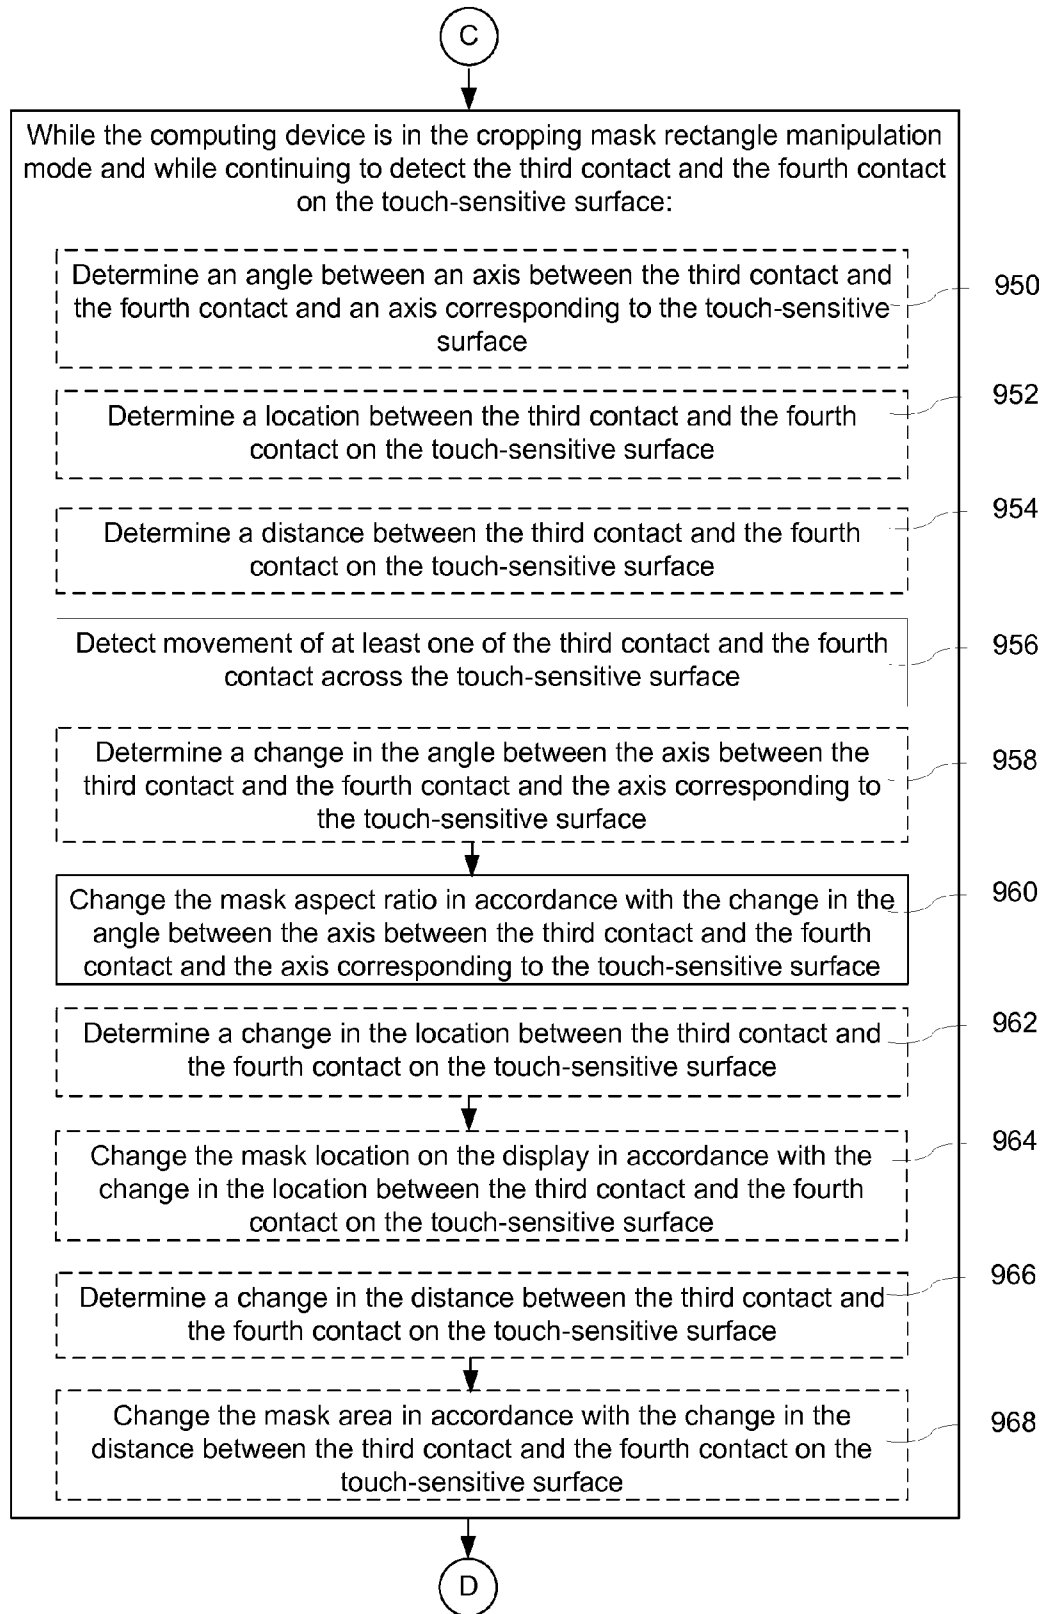 C
While the computing device is in the cropping mask rectangle manipulation
mode and while continuing to detect the third contact and the fourth contact
on the touch-sensitive surface:
Determine an angle between an axis between the third contact and
the fourth contact and an axis corresponding to the touch-sensitive
surface
950
Determine a location between the third contact and the fourth
contact on the touch-sensitive surface
952
Determine a distance between the third contact and the fourth
contact on the touch-sensitive surface
954
Detect movement of at least one of the third contact and the fourth
contact across the touch-sensitive surface
956
Determine a change in the angle between the axis between the
third contact and the fourth contact and the axis corresponding to
the touch-sensitive surface
958
Change the mask aspect ratio in accordance with the change in the
angle between the axis between the third contact and the fourth
contact and the axis corresponding to the touch-sensitive surface
960
Determine a change in the location between the third contact and
the fourth contact on the touch-sensitive surface
962
Change the mask location on the display in accordance with the
change in the location between the third contact and the fourth
contact on the touch-sensitive surface
964
Determine a change in the distance between the third contact and
the fourth contact on the touch-sensitive surface
966
Change the mask area in accordance with the change in the
distance between the third contact and the fourth contact on the
touch-sensitive surface
968
D